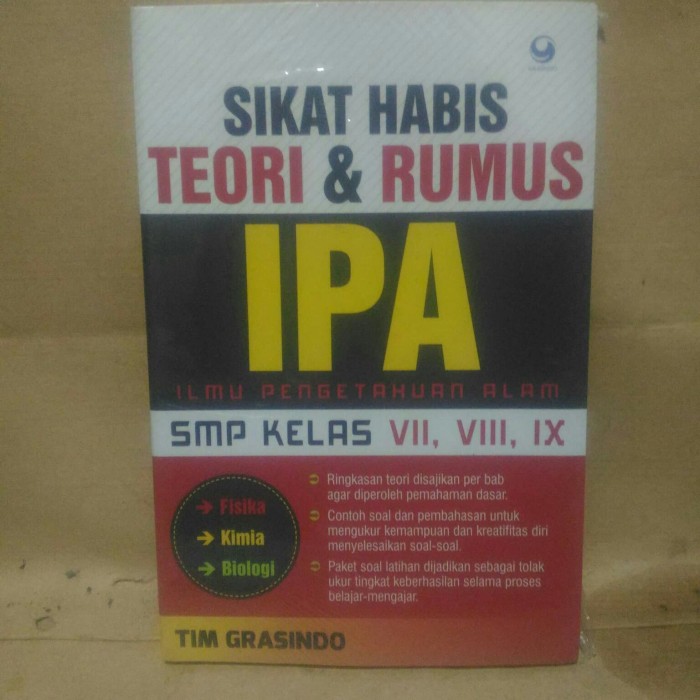 SIKAT HABIS
TEORI & RUMUS
IPA
ILMU PENGETAHUAN ALAM
SMP KELAS VII, VIII, IX
Fisika
Kimia
Biologi
Ringkasan teori disajikan per bab
agar diperoleh pemahaman dasar.
Contoh soal dan pembahasan untuk
mengukur kemampuan dan kreatifitas diri
menyelesaikan soal-soal.
Paket soal latihan dijadikan sebagai tolak
ukur tingkat keberhasilan selama proses
belajar-mengajar.
TIM GRASINDO